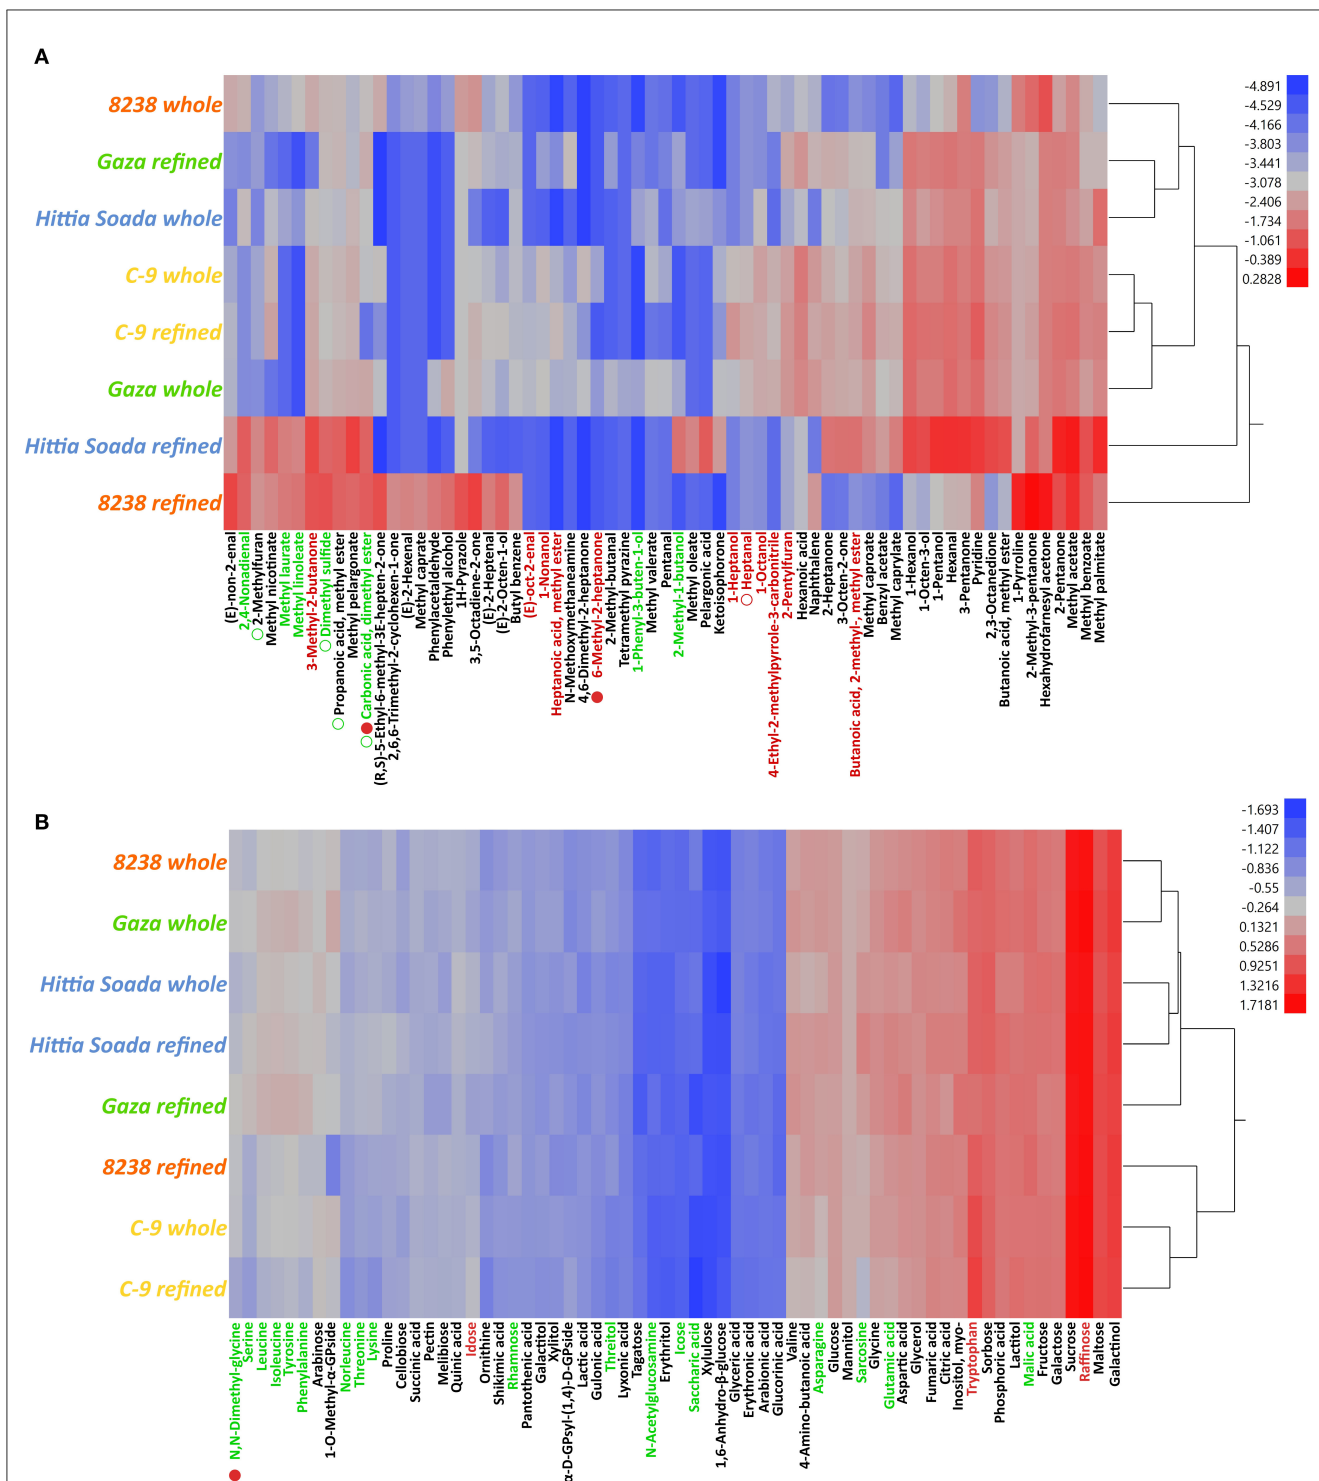 A
8238 whole
Gaza refined
Hittia Soada whole
C-9 whole
C-9 refined
Gaza whole
Hittia Soada refined
8238 refined
-4.891
-4.529
-4.166
-3.803
-3.441
-3.078
-2.406
-1.734
-1.061
-0.389
0.2828
(E)-non-2-enal
2,4-Nonadienal
2-Methylfuran
Methyl nicotinate
Methyl laurate
Methyl linoleate
3-Methyl-2-butanone
Dimethyl sulfide
Propanoic acid, methyl ester
Methyl pelargonate
Carbonic acid, dimethyl ester
(R,S)-5-Ethyl-6-methyl-3E-hepten-2-one
2,6,6-Trimethyl-2-cyclohexen-1-one
(E)-2-Hexenal
Methyl caprate
Phenylacetaldehyde
Phenylethyl alcohol
1H-Pyrazole
3,5-Octadiene-2-one
(E)-2-Heptenal
(E)-2-Octen-1-ol
Butyl benzene
(E)-oct-2-enal
1-Nonanol
Heptanoic acid, methyl ester
N-Methoxymethaneamine
4,6-Dimethyl-2-heptanone
6-Methyl-2-heptanone
2-Methyl-butanal
Tetramethyl pyrazine
1-Phenyl-3-buten-1-ol
Methyl valerate
Pentanal
2-Methyl-1-butanol
Methyl oleate
Pelargonic acid
Ketoisophorone
1-Heptanol
Heptanal
1-Octanol
4-Ethyl-2-methylpyrrole-3-carbonitrile
2-Pentylfuran
Hexanoic acid
Naphthalene
2-Heptanone
3-Octen-2-one
Butanoic acid, 2-methyl-, methyl ester
Methyl caproate
Benzyl acetate
Methyl caprylate
1-Hexanol
1-octen-3-ol
1-Pentanol
Hexanal
3-Pentanone
Pyridine
2,3-Octanedione
Butanoic acid, methyl ester
1-Pyrroline
2-Methyl-3-pentanone
Hexahydrofarnesyl acetone
2-Pentanone
Methyl acetate
Methyl benzoate
Methyl palmitate
B
8238 whole
Gaza whole
Hittia Soada whole
Hittia Soada refined
Gaza refined
8238 refined
C-9 whole
C-9 refined
-1.693
-1.407
-1.122
-0.836
-0.55
-0.264
0.1321
0.5286
0.9251
1.3216
1.7181
N,N-Dimethyl-glycine
Serine
Leucine
Isoleucine
Tyrosine
Phenylalanine
Arabinose
1-O-Methyl-α-GPside
Norleucine
Threonine
Lysine
Proline
Cellobiose
Succinic acid
Pectin
Melibiose
Quinic acid
Idose
Ornithine
Shikimic acid
Rhamnose
Pantothenic acid
Galactitol
Xylitol
α-D-GPsyl-(1,4)-D-GPside
Lactic acid
Gulonic acid
Threitol
Lyxonic acid
Tagatose
N-Acetylglucosamine
Erythritol
Icose
Saccharic acid
Xylulose
1,6-Anhydro-β-glucose
Glyceric acid
Erythronic acid
Arabionic acid
Glucorinic acid
Valine
4-Amino-butanoic acid
Asparagine
Glucose
Mannitol
Sarcosine
Glycine
Glutamic acid
Aspartic acid
Glycerol
Fumaric acid
Citric acid
Inositol, myo-
Tryptophan
Sorbose
Phosphoric acid
Lactitol
Malic acid
Fructose
Galactose
Sucrose
Raffinose
Maltose
Galactinol